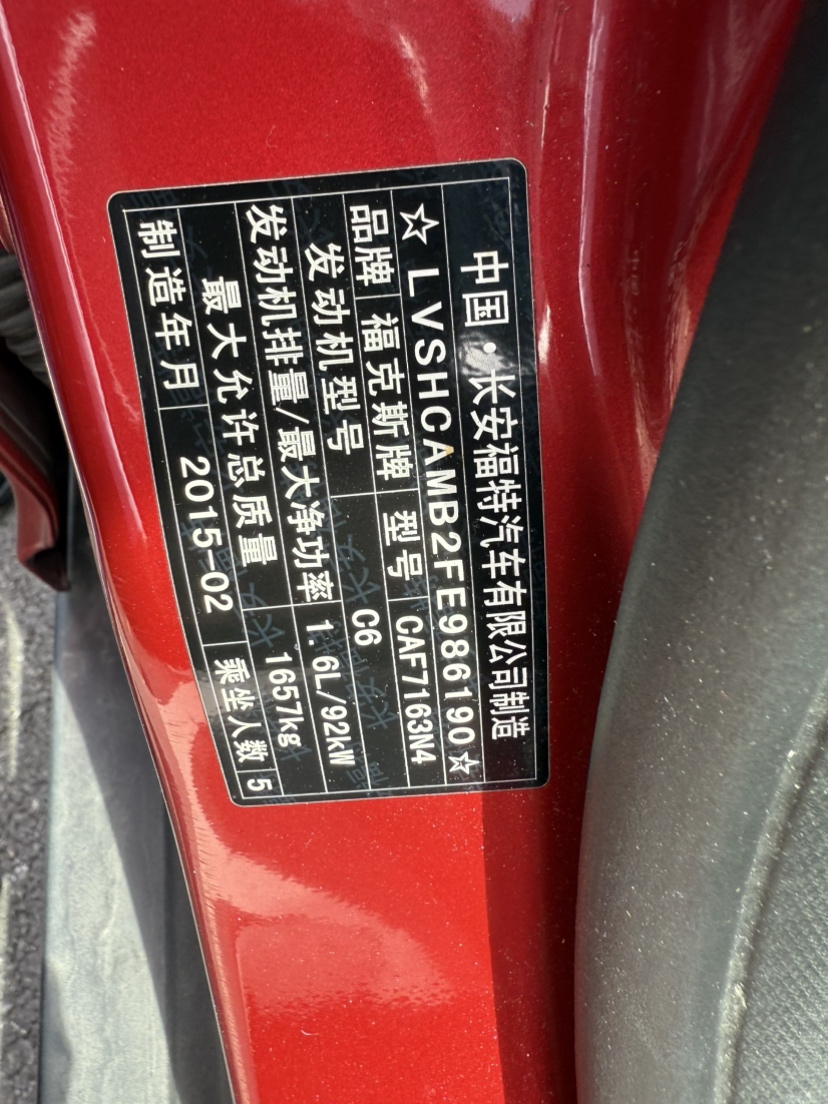 中国·长安福特汽车有限公司制造
☆LVSHCAMB2FE986190☆
品牌 福克斯牌 型号 CAF7163N4
发动机型号 C6
发动机排量/最大净功率 1.6L/92kW
最大允许总质量 1657kg
制造年月 2015-02 乘坐人数 5